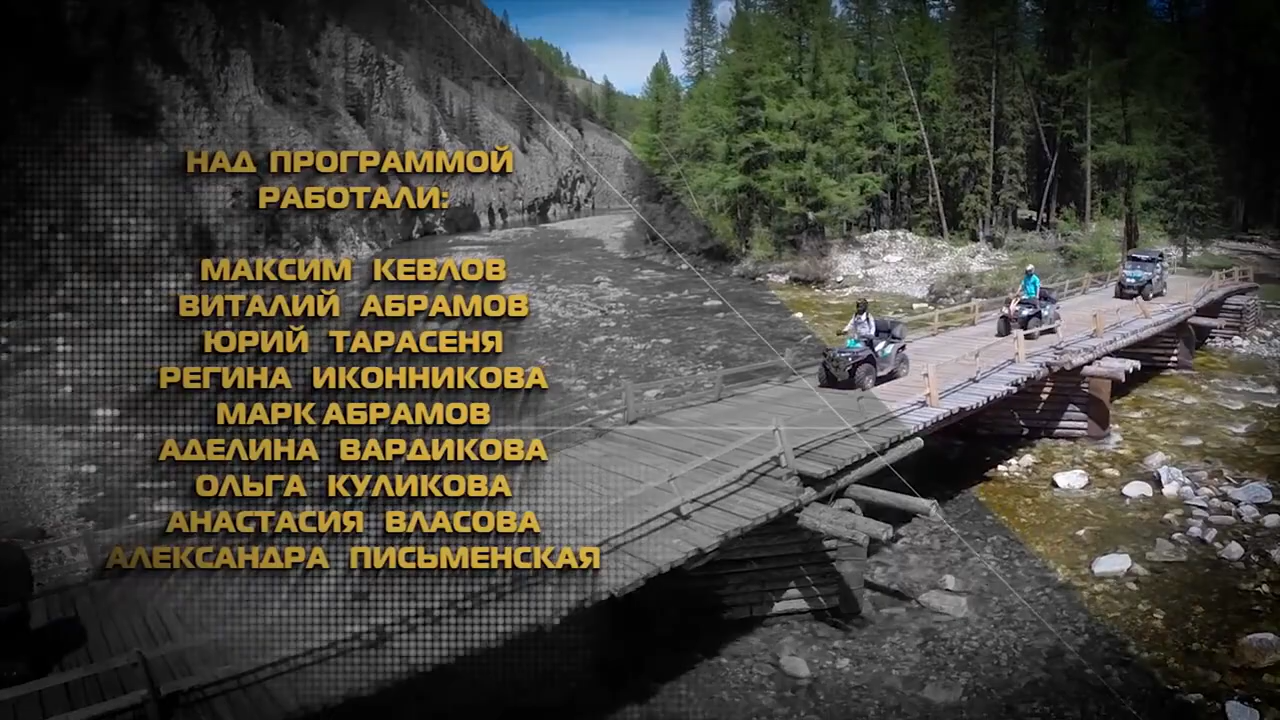 НАД ПРОГРАММОЙ
РАБОТАЛИ:
МАКСИМ КЕВЛОВ
ВИТАЛИЙ АБРАМОВ
ЮРИЙ ТАРАСЕНЯ
РЕГИНА ИКОННИКОВА
МАРК АБРАМОВ
АДЕЛИНА ВАРДИКОВА
ОЛЬГА КУЛИКОВА
АНАСТАСИЯ ВЛАСОВА
АЛЕКСАНДРА ПИСЬМЕНСКАЯ